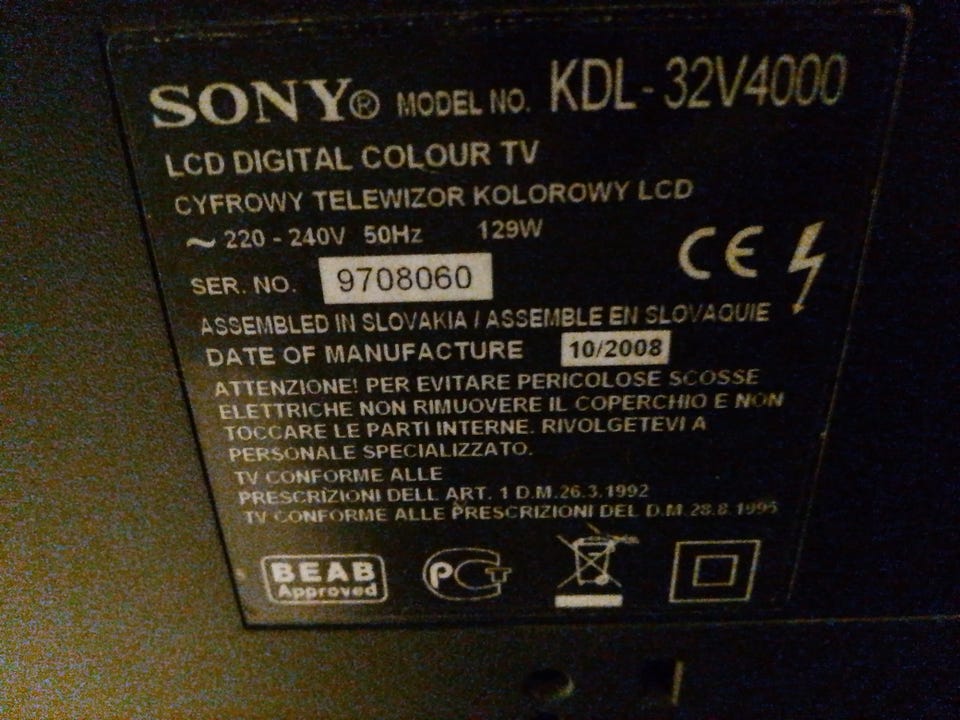 SONY® MODEL NO. KDL-32V4000
LCD DIGITAL COLOUR TV
CYFROWY TELEWIZOR KOLOROWY LCD
~ 220 - 240V 50Hz 129W
CE
SER. NO. 9708060
ASSEMBLED IN SLOVAKIA / ASSEMBLE EN SLOVAQUIE
DATE OF MANUFACTURE 10/2008
ATTENZIONE! PER EVITARE PERICOLOSE SCOSSE
ELETTRICHE NON RIMUOVERE IL COPERCHIO E NON
TOCCARE LE PARTI INTERNE. RIVOLGETEVI A
PERSONALE SPECIALIZZATO.
TV CONFORME ALLE
PRESCRIZIONI DELL ART. 1 D.M.26.3.1992
TV CONFORME ALLE PRESCRIZIONI DEL D.M.28.8.1995
BEAB
Approved
PCT